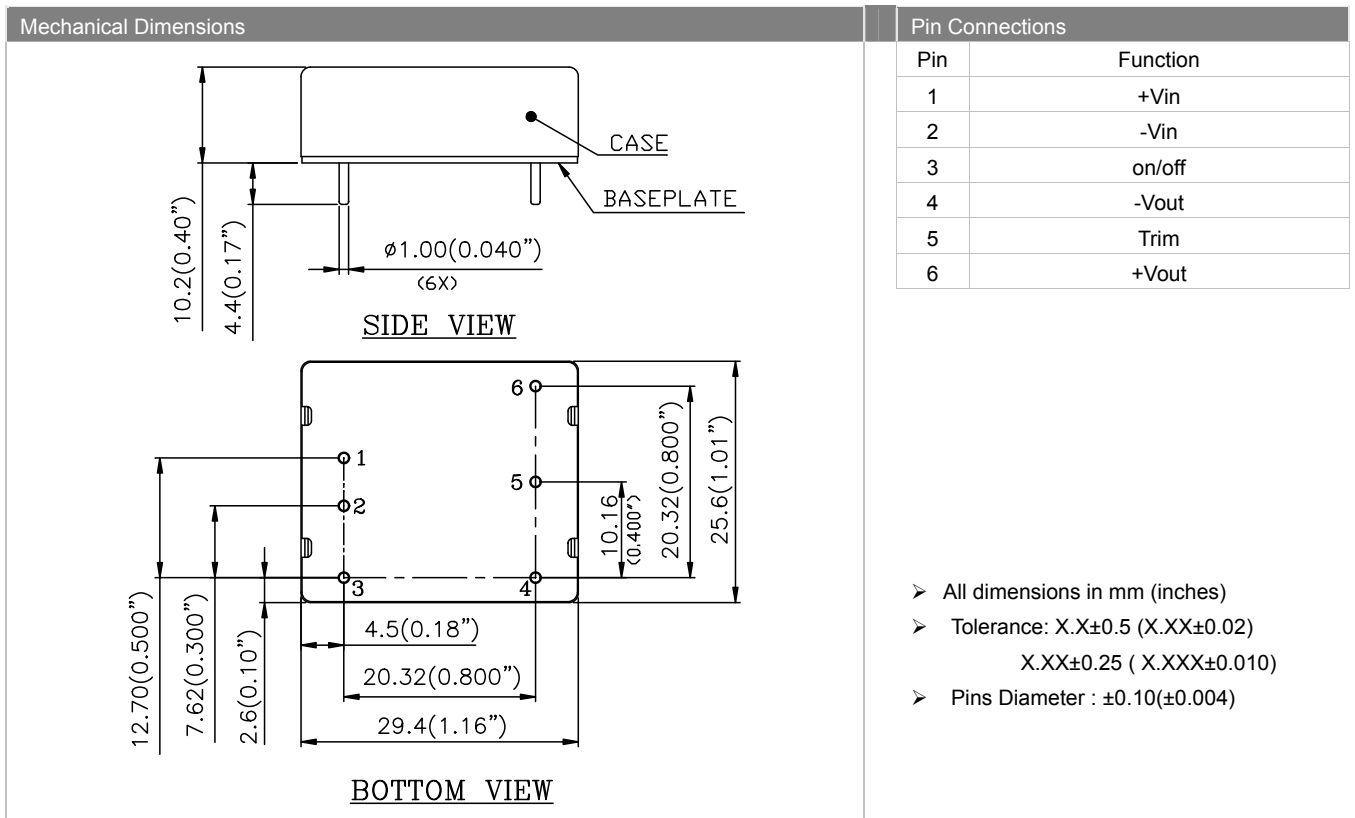 Mechanical Dimensions
CASE
BASEPLATE
10.2(0.40")
4.4(0.17")
ø1.00(0.040")
(6X)
SIDE VIEW
6
1
5
2
3
4
10.16
(0.400")
20.32(0.800")
25.6(1.01")
12.70(0.500")
7.62(0.300")
2.6(0.10")
4.5(0.18")
20.32(0.800")
29.4(1.16")
BOTTOM VIEW
Pin Connections
Pin Function
1 +Vin
2 -Vin
3 on/off
4 -Vout
5 Trim
6 +Vout
➢ All dimensions in mm (inches)
➢ Tolerance: X.X±0.5 (X.XX±0.02)
X.XX±0.25 ( X.XXX±0.010)
➢ Pins Diameter : ±0.10(±0.004)